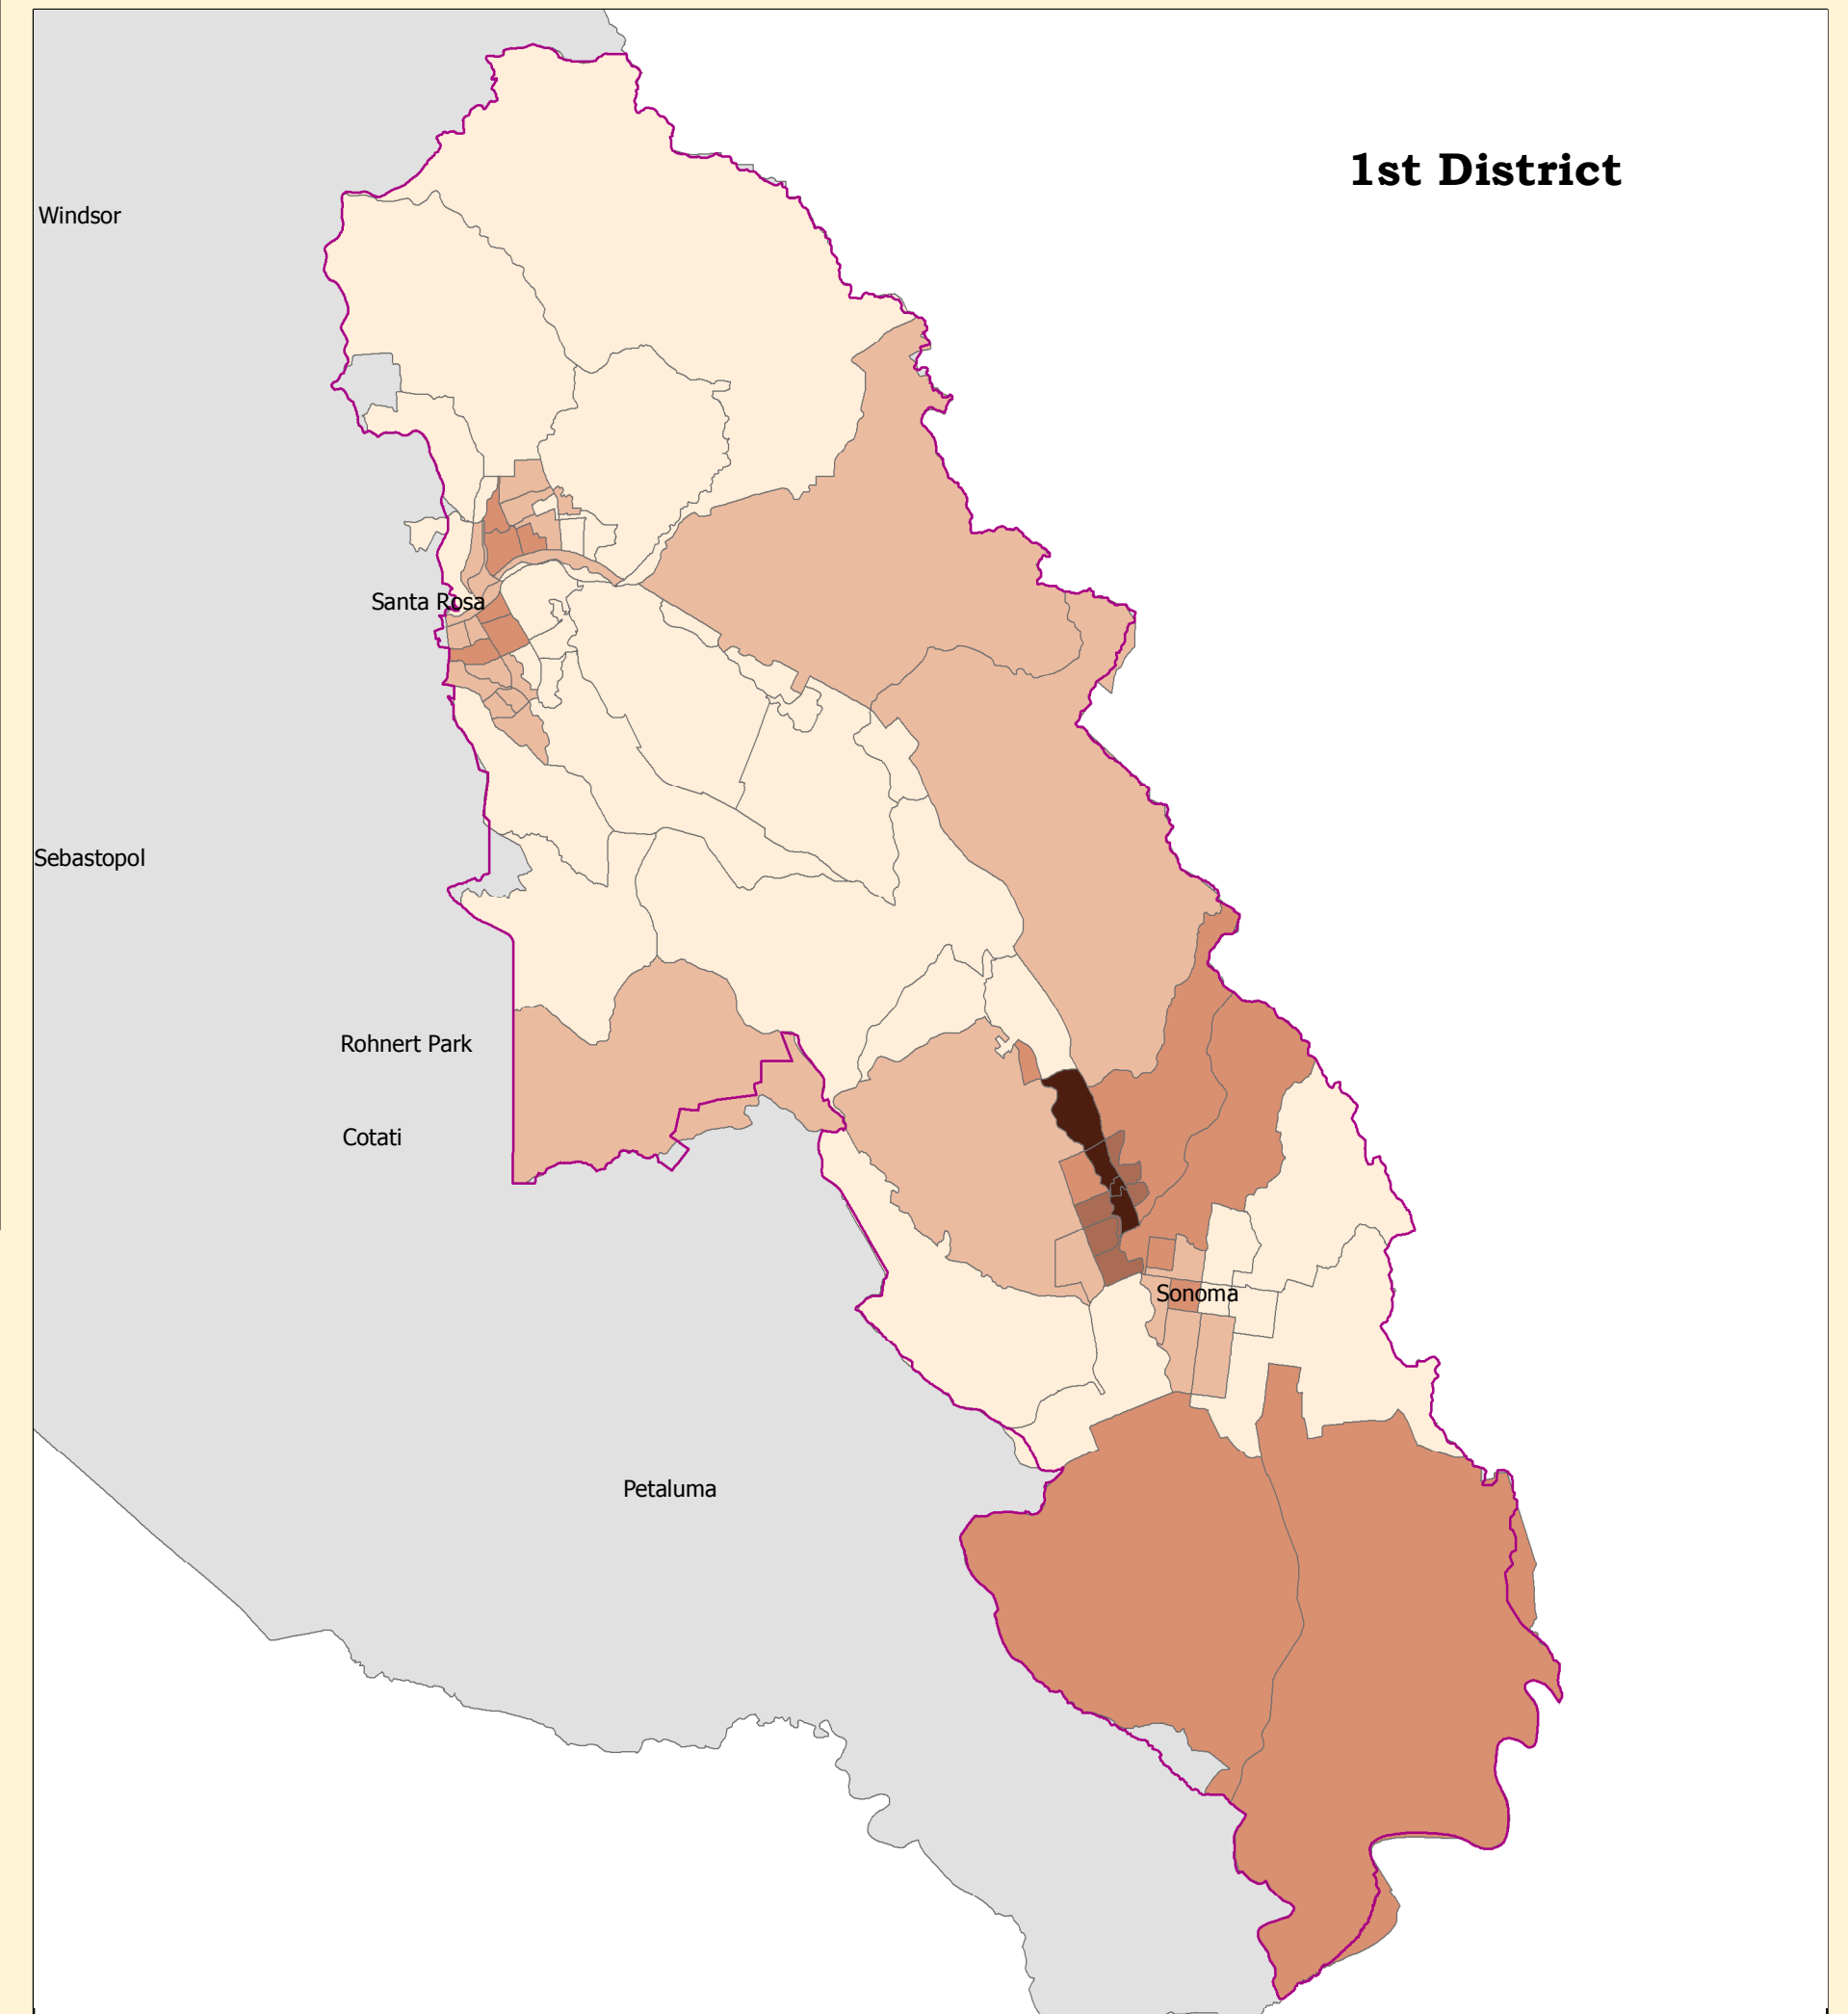 1st District
Windsor
Santa Rosa
Sebastopol
Rohnert Park
Cotati
Sonoma
Petaluma